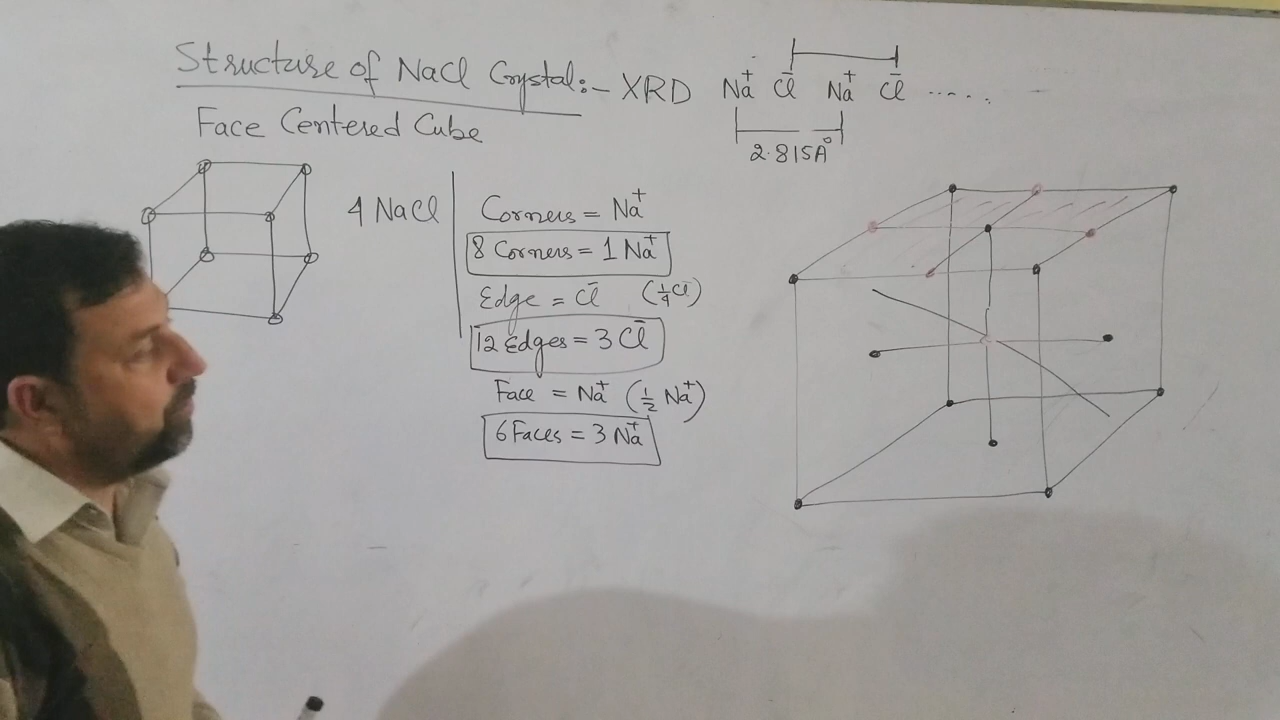 Structure of NaCl Crystal:- XRD Na⁺ Cl⁻ Na⁺ Cl⁻ .....
Face Centered Cube
2.815A°
4 NaCl
Corners = Na⁺
8 Corners = 1 Na⁺
Edge = Cl⁻ (1/4 Cl⁻)
12 Edges = 3 Cl⁻
Face = Na⁺ (1/2 Na⁺)
6 Faces = 3 Na⁺